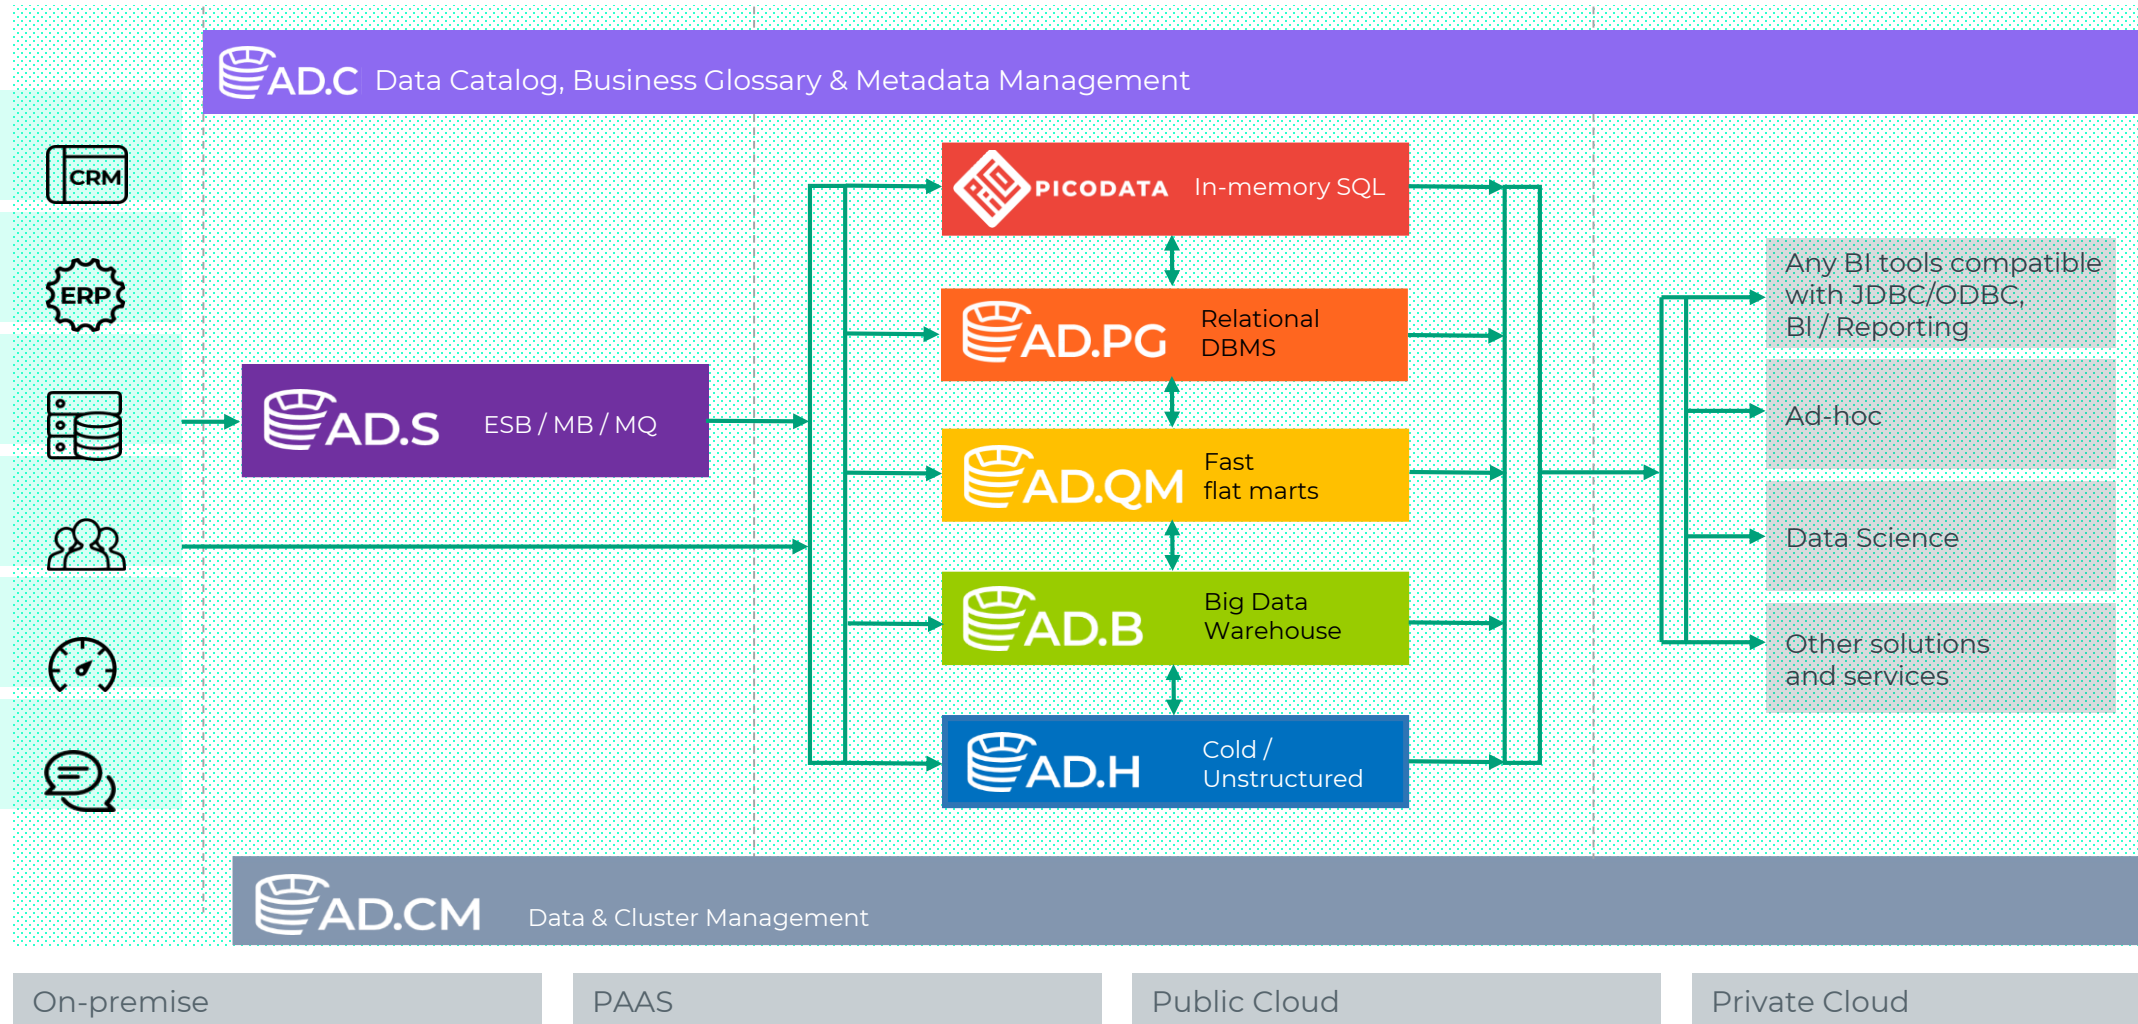 AD.C Data Catalog, Business Glossary & Metadata Management
CRM
ERP
AD.S ESB / MB / MQ
PICODATA In-memory SQL
AD.PG Relational
DBMS
AD.QM Fast
flat marts
AD.B Big Data
Warehouse
AD.H Cold /
Unstructured
Any BI tools compatible
with JDBC/ODBC,
BI / Reporting
Ad-hoc
Data Science
Other solutions
and services
AD.CM Data & Cluster Management
On-premise
PAAS
Public Cloud
Private Cloud